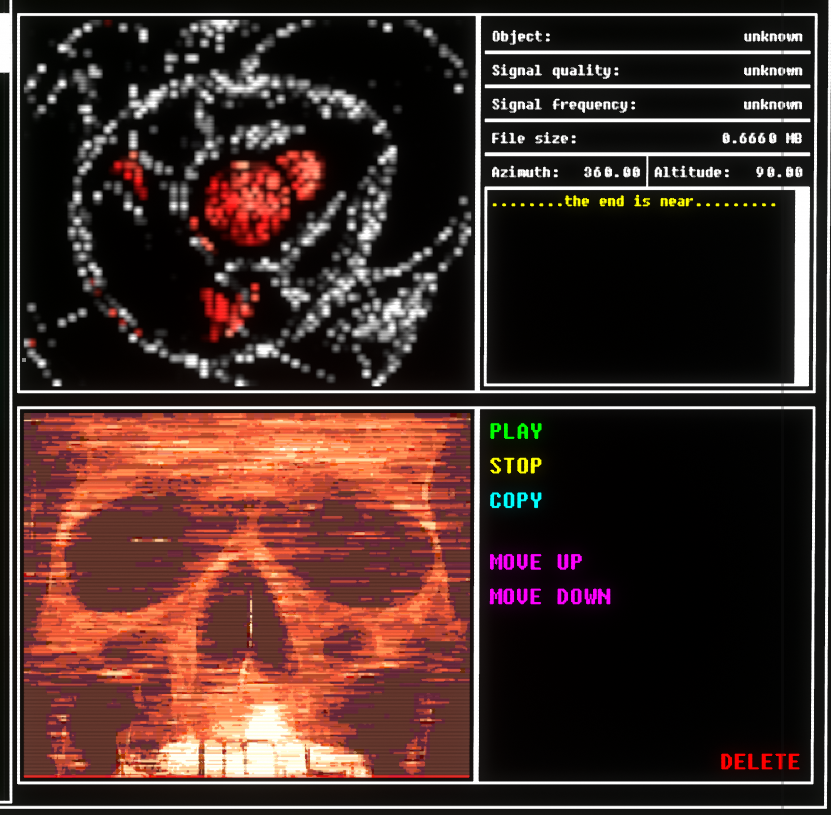 Object: unknown
Signal quality: unknown
Signal frequency: unknown
File size: 0.6660 MB
Azimuth: 360.00 Altitude: 90.00
........the end is near.........
PLAY
STOP
COPY
MOVE UP
MOVE DOWN
DELETE